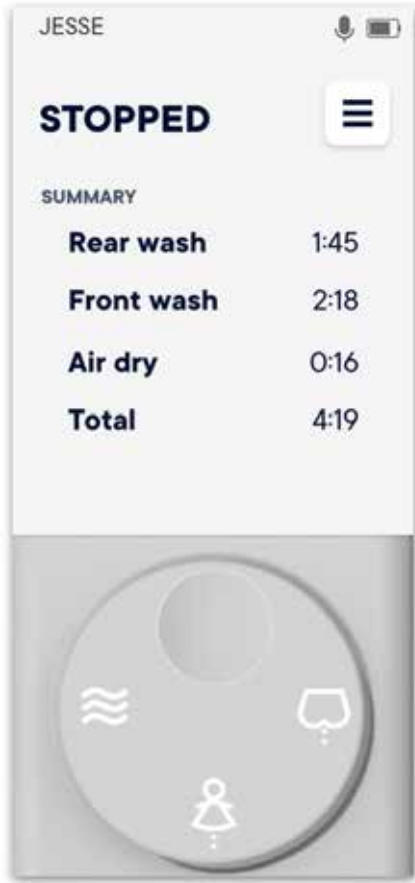 JESSE
STOPPED
SUMMARY
Rear wash 1:45
Front wash 2:18
Air dry 0:16
Total 4:19